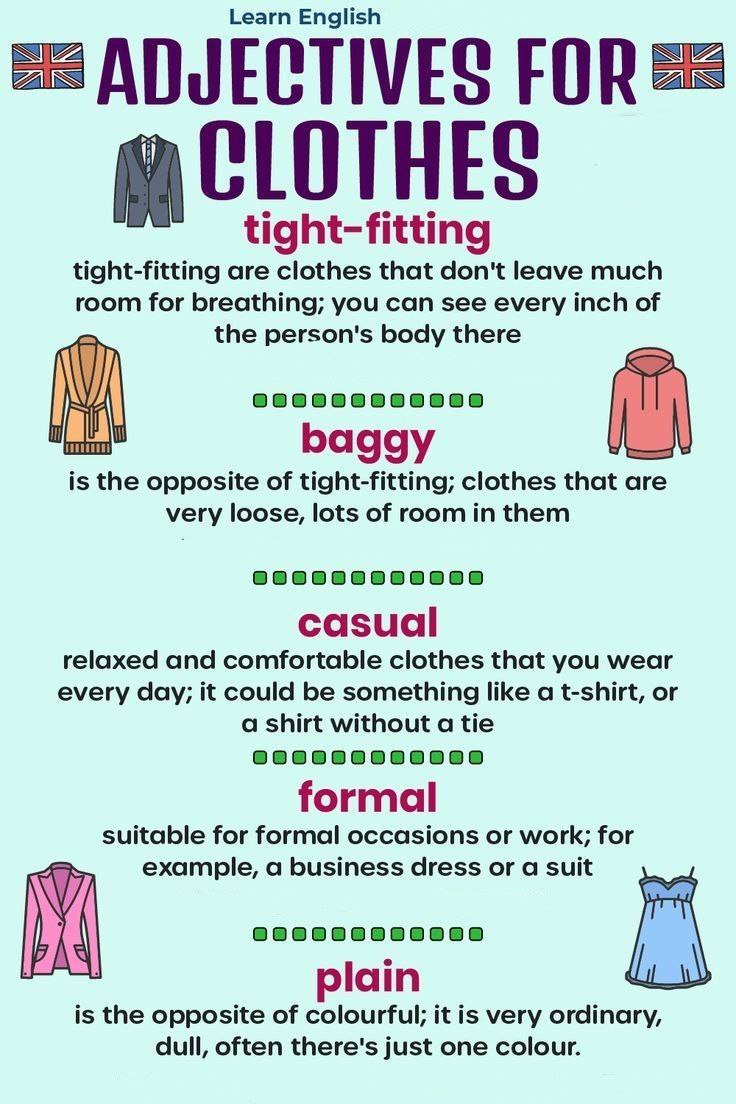 Learn English
ADJECTIVES FOR
CLOTHES
tight-fitting
tight-fitting are clothes that don't leave much
room for breathing; you can see every inch of
the person's body there
baggy
is the opposite of tight-fitting; clothes that are
very loose, lots of room in them
casual
relaxed and comfortable clothes that you wear
every day; it could be something like a t-shirt, or
a shirt without a tie
formal
suitable for formal occasions or work; for
example, a business dress or a suit
plain
is the opposite of colourful; it is very ordinary,
dull, often there's just one colour.